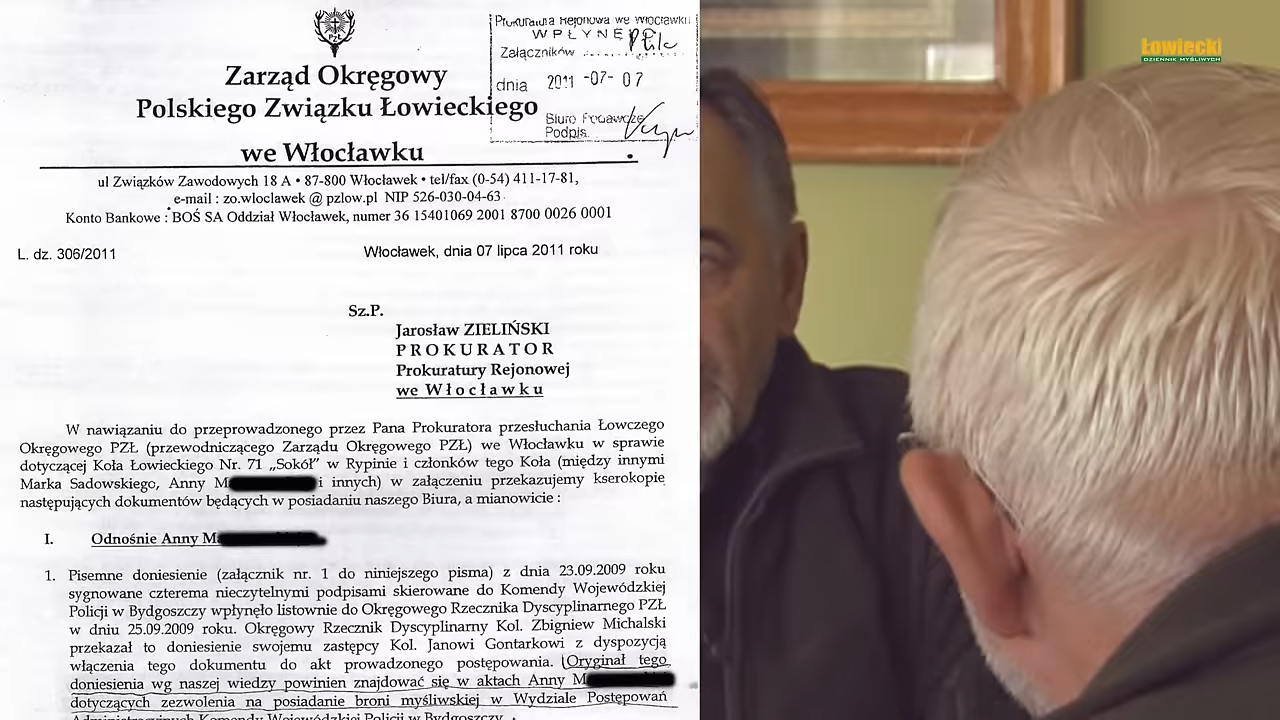 PZŁ
Zarząd Okręgowy
Polskiego Związku Łowieckiego
we Włocławku
Prokuratura Rejonowa we Włocławku
WPŁYNĘŁO
Załączników
dnia 2011 -07- 07
Biuro Podawcze
Podpis
ul Związków Zawodowych 18 A • 87-800 Włocławek • tel/fax (0-54) 411-17-81,
e-mail : zo.wloclawek @ pzlow.pl NIP 526-030-04-63
Konto Bankowe : BOŚ SA Oddział Włocławek, numer 36 15401069 2001 8700 0026 0001
L. dz. 306/2011
Włocławek, dnia 07 lipca 2011 roku
Sz.P.
Jarosław ZIELIŃSKI
PROKURATOR
Prokuratury Rejonowej
we Włocławku
W nawiązaniu do przeprowadzonego przez Pana Prokuratora przesłuchania Łowczego
Okręgowego PZŁ (przewodniczącego Zarządu Okręgowego PZŁ) we Włocławku w sprawie
dotyczącej Koła Łowieckiego Nr. 71 „Sokół" w Rypinie i członków tego Koła (między innymi
Marka Sadowskiego, Anny M i innych) w załączeniu przekazujemy kserokopię
następujących dokumentów będących w posiadaniu naszego Biura, a mianowicie :
I. Odnośnie Anny M
1. Pisemne doniesienie (załącznik nr. 1 do niniejszego pisma) z dnia 23.09.2009 roku
sygnowane czterema nieczytelnymi podpisami skierowane do Komendy Wojewódzkiej
Policji w Bydgoszczy wpłynęło listownie do Okręgowego Rzecznika Dyscyplinarnego PZŁ
w dniu 25.09.2009 roku. Okręgowy Rzecznik Dyscyplinarny Kol. Zbigniew Michalski
przekazał to doniesienie swojemu zastępcy Kol. Janowi Gontarkowi z dyspozycją
włączenia tego dokumentu do akt prowadzonego postępowania. (Oryginał tego
doniesienia wg naszej wiedzy powinien znajdować się w aktach Anny M
dotyczących zezwolenia na posiadanie broni myśliwskiej w Wydziale Postępowań
Administracyjnych Komendy Wojewódzkiej Policji w Bydgoszczy
Łowiecki
DZIENNIK MYŚLIWYCH